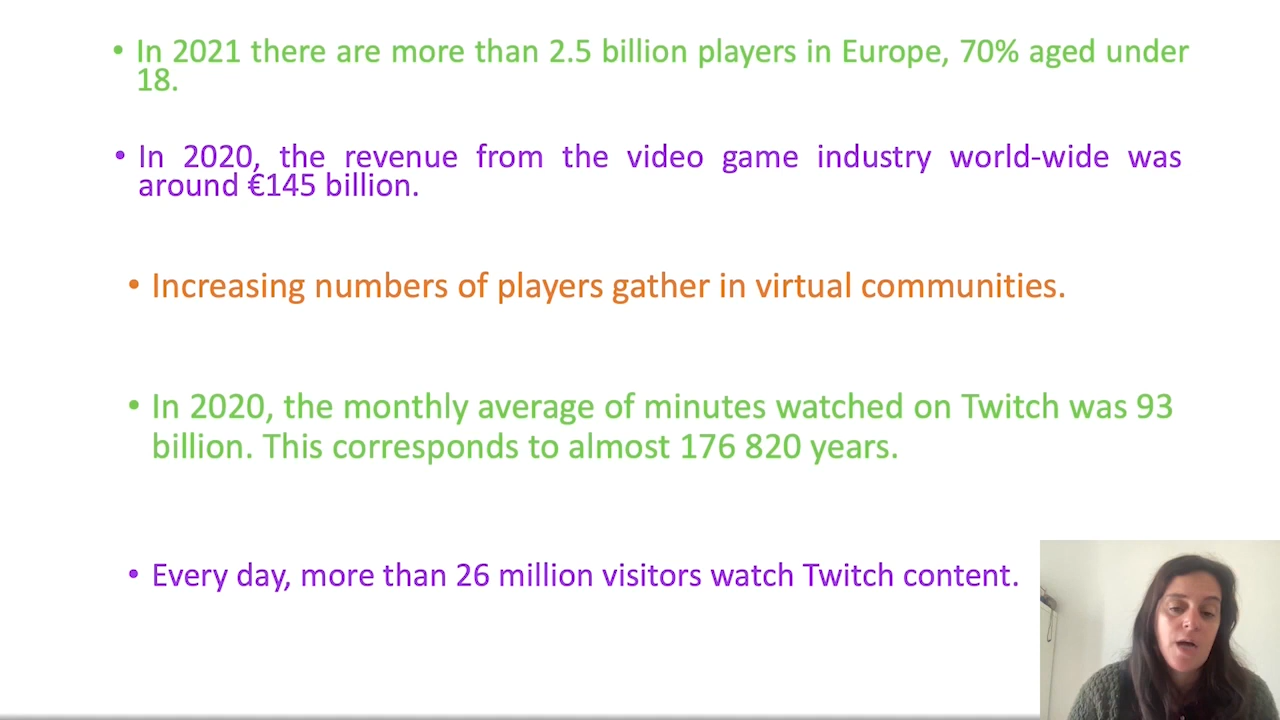 • In 2021 there are more than 2.5 billion players in Europe, 70% aged under
18.
• In 2020, the revenue from the video game industry world-wide was
around €145 billion.
• Increasing numbers of players gather in virtual communities.
• In 2020, the monthly average of minutes watched on Twitch was 93
billion. This corresponds to almost 176 820 years.
• Every day, more than 26 million visitors watch Twitch content.